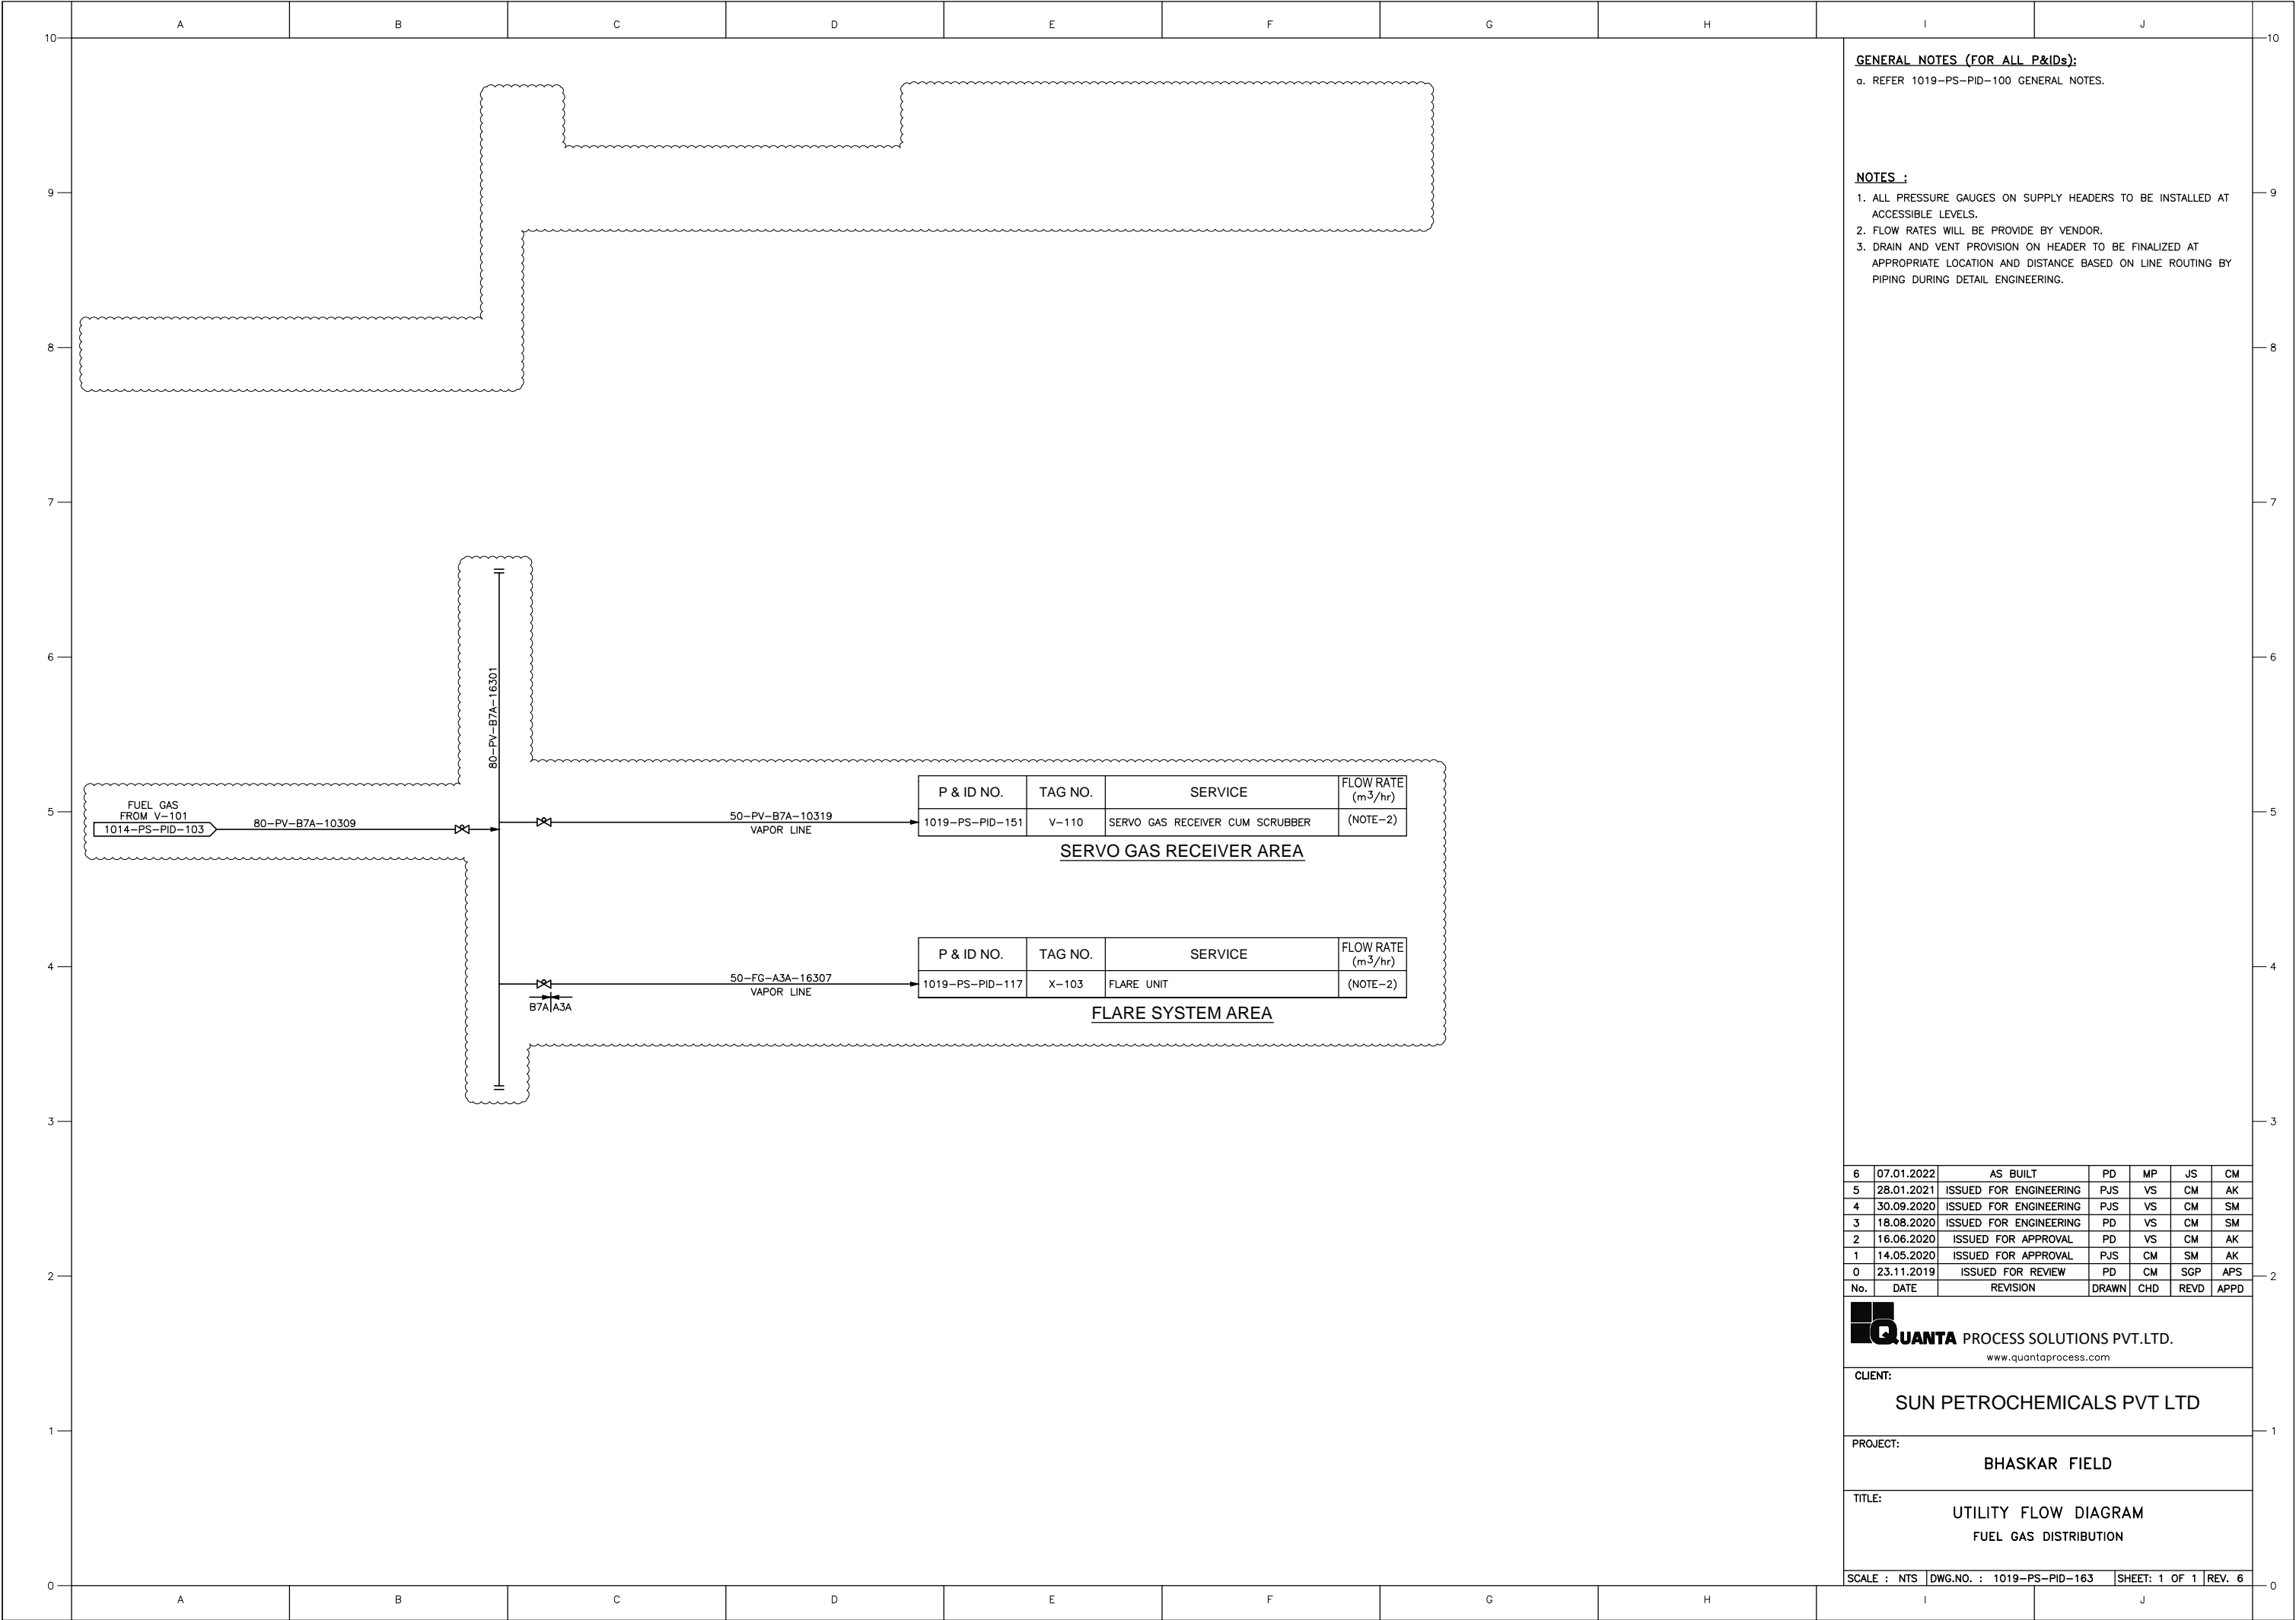 A B C D E F G H I J
10 10
9 9
8 8
7 7
6 6
5 5
4 4
3 3
2 2
1 1
0 0
A B C D E F G H I J
80-PV-B7A-16301
FUEL GAS
FROM V-101
1014-PS-PID-103
80-PV-B7A-10309
50-PV-B7A-10319
VAPOR LINE
P & ID NO. TAG NO. SERVICE FLOW RATE (m3/hr)
1019-PS-PID-151 V-110 SERVO GAS RECEIVER CUM SCRUBBER (NOTE-2)
SERVO GAS RECEIVER AREA
50-FG-A3A-16307
VAPOR LINE
B7A A3A
P & ID NO. TAG NO. SERVICE FLOW RATE (m3/hr)
1019-PS-PID-117 X-103 FLARE UNIT (NOTE-2)
FLARE SYSTEM AREA
GENERAL NOTES (FOR ALL P&IDs):
a. REFER 1019-PS-PID-100 GENERAL NOTES.
NOTES :
1. ALL PRESSURE GAUGES ON SUPPLY HEADERS TO BE INSTALLED AT
ACCESSIBLE LEVELS.
2. FLOW RATES WILL BE PROVIDE BY VENDOR.
3. DRAIN AND VENT PROVISION ON HEADER TO BE FINALIZED AT
APPROPRIATE LOCATION AND DISTANCE BASED ON LINE ROUTING BY
PIPING DURING DETAIL ENGINEERING.
6 07.01.2022 AS BUILT PD MP JS CM
5 28.01.2021 ISSUED FOR ENGINEERING PJS VS CM AK
4 30.09.2020 ISSUED FOR ENGINEERING PJS VS CM SM
3 18.08.2020 ISSUED FOR ENGINEERING PD VS CM SM
2 16.06.2020 ISSUED FOR APPROVAL PD VS CM AK
1 14.05.2020 ISSUED FOR APPROVAL PJS CM SM AK
0 23.11.2019 ISSUED FOR REVIEW PD CM SGP APS
No. DATE REVISION DRAWN CHD REVD APPD
QUANTA PROCESS SOLUTIONS PVT.LTD.
www.quantaprocess.com
CLIENT:
SUN PETROCHEMICALS PVT LTD
PROJECT:
BHASKAR FIELD
TITLE:
UTILITY FLOW DIAGRAM
FUEL GAS DISTRIBUTION
SCALE : NTS DWG.NO. : 1019-PS-PID-163 SHEET: 1 OF 1 REV. 6